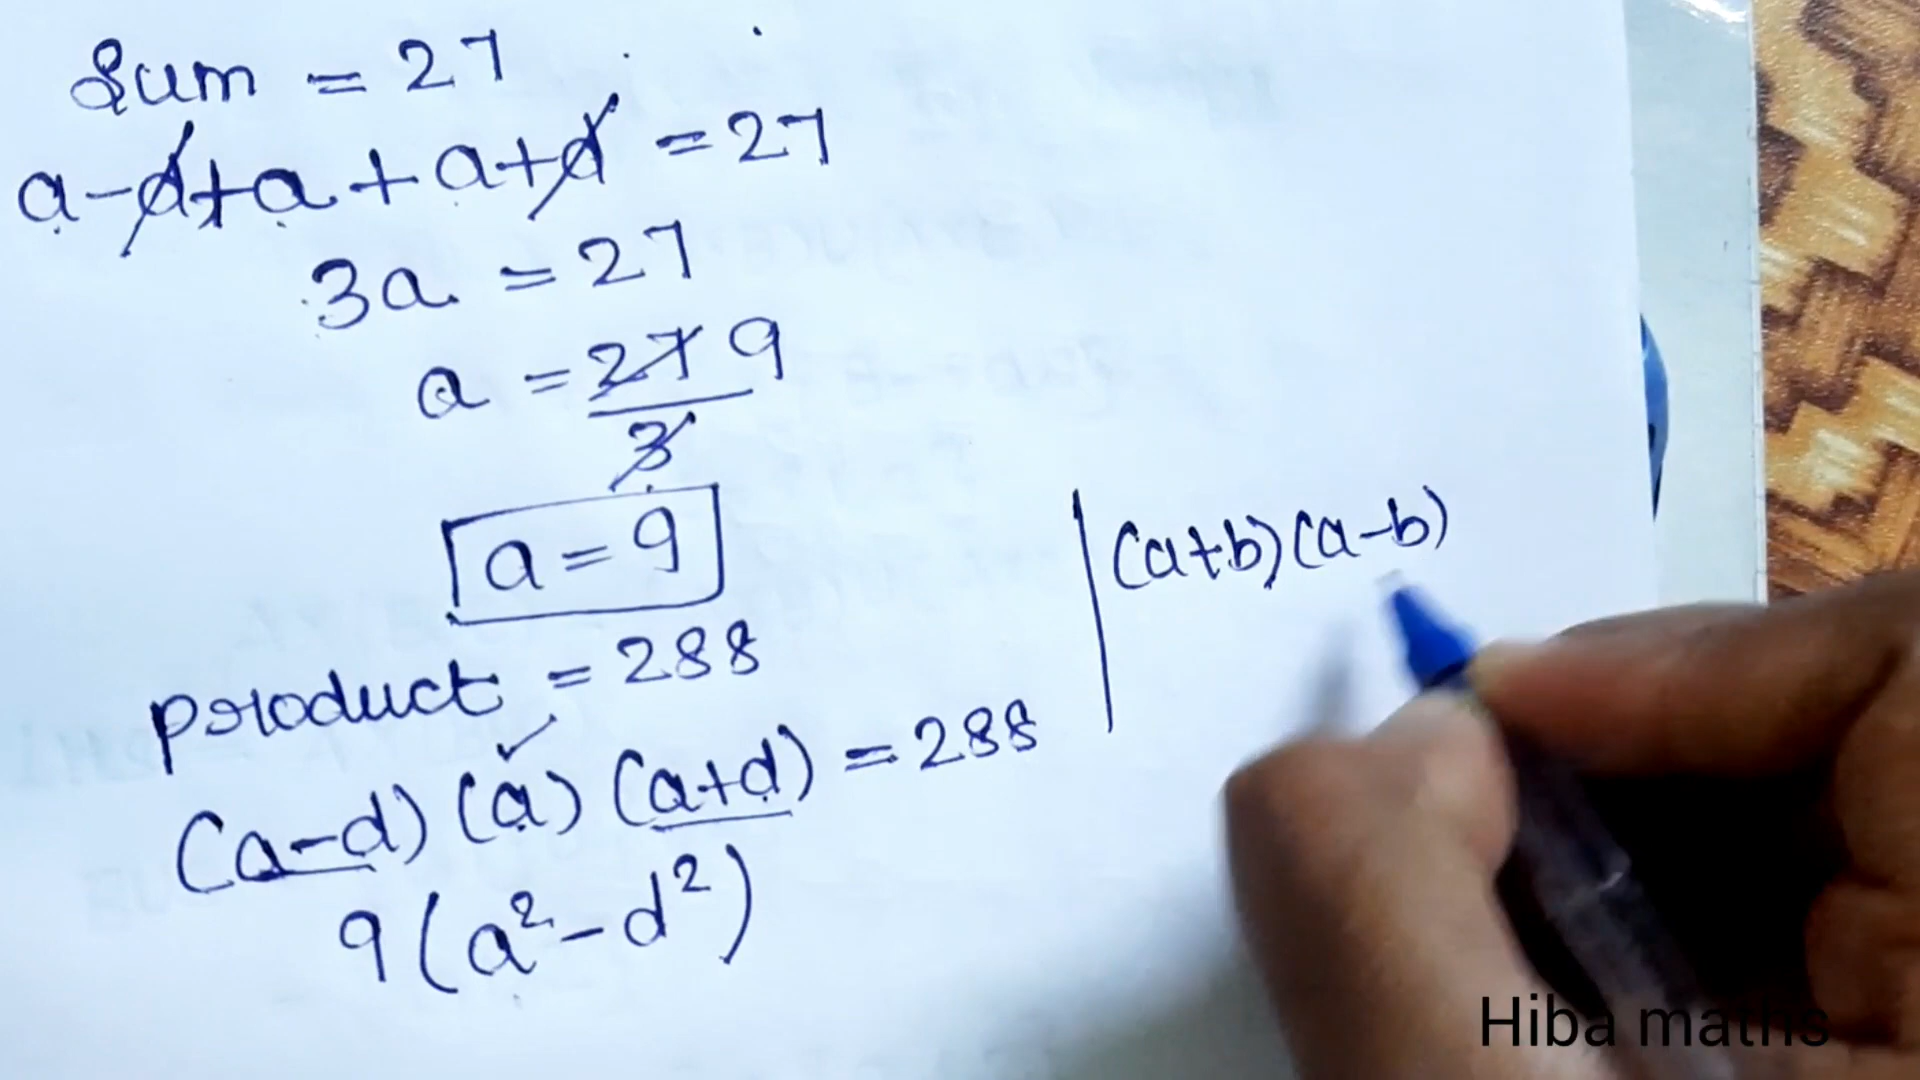 Sum = 27
a-d+a+a+d = 27
3a = 27
a = 27/3 9
a = 9
product = 288
(a-d) (a) (a+d) = 288
9(a²-d²)
(a+b)(a-b)
Hiba maths